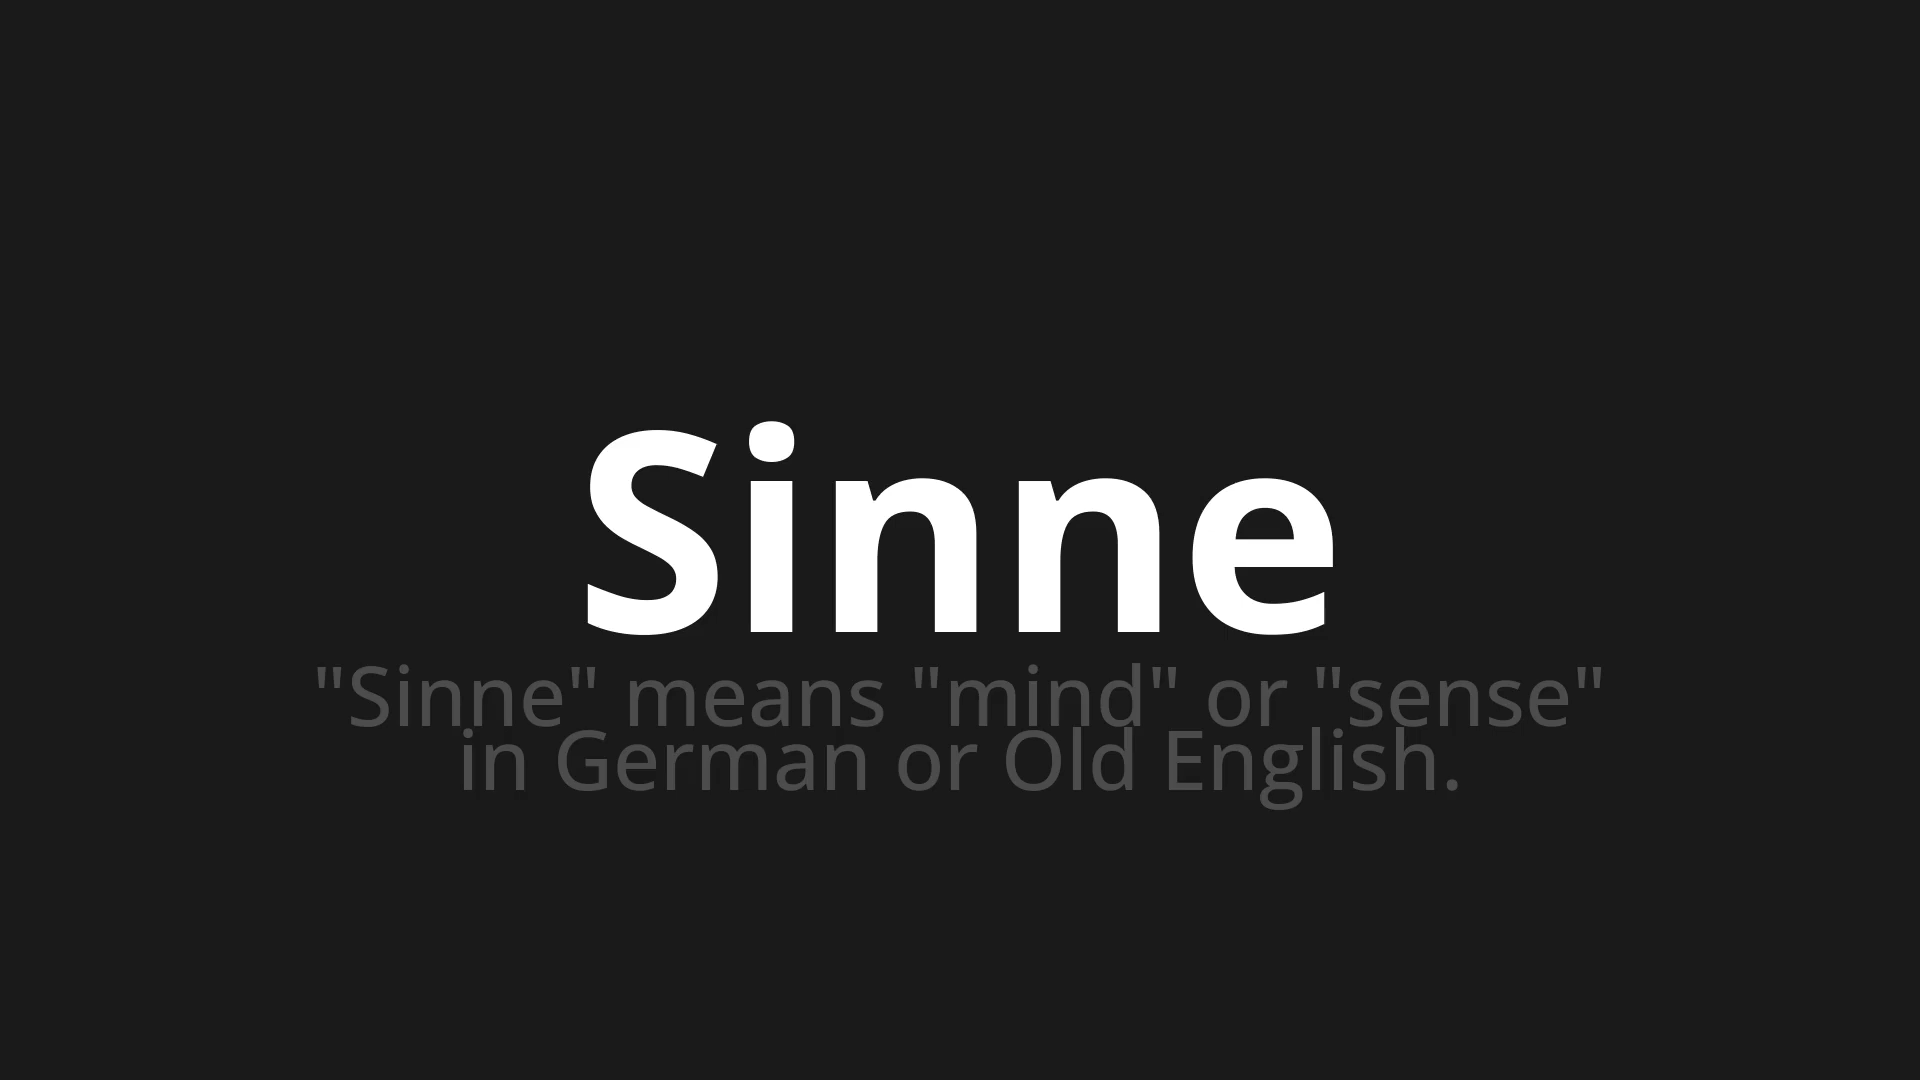 Sinne
"Sinne" means "mind" or "sense"
in German or Old English.